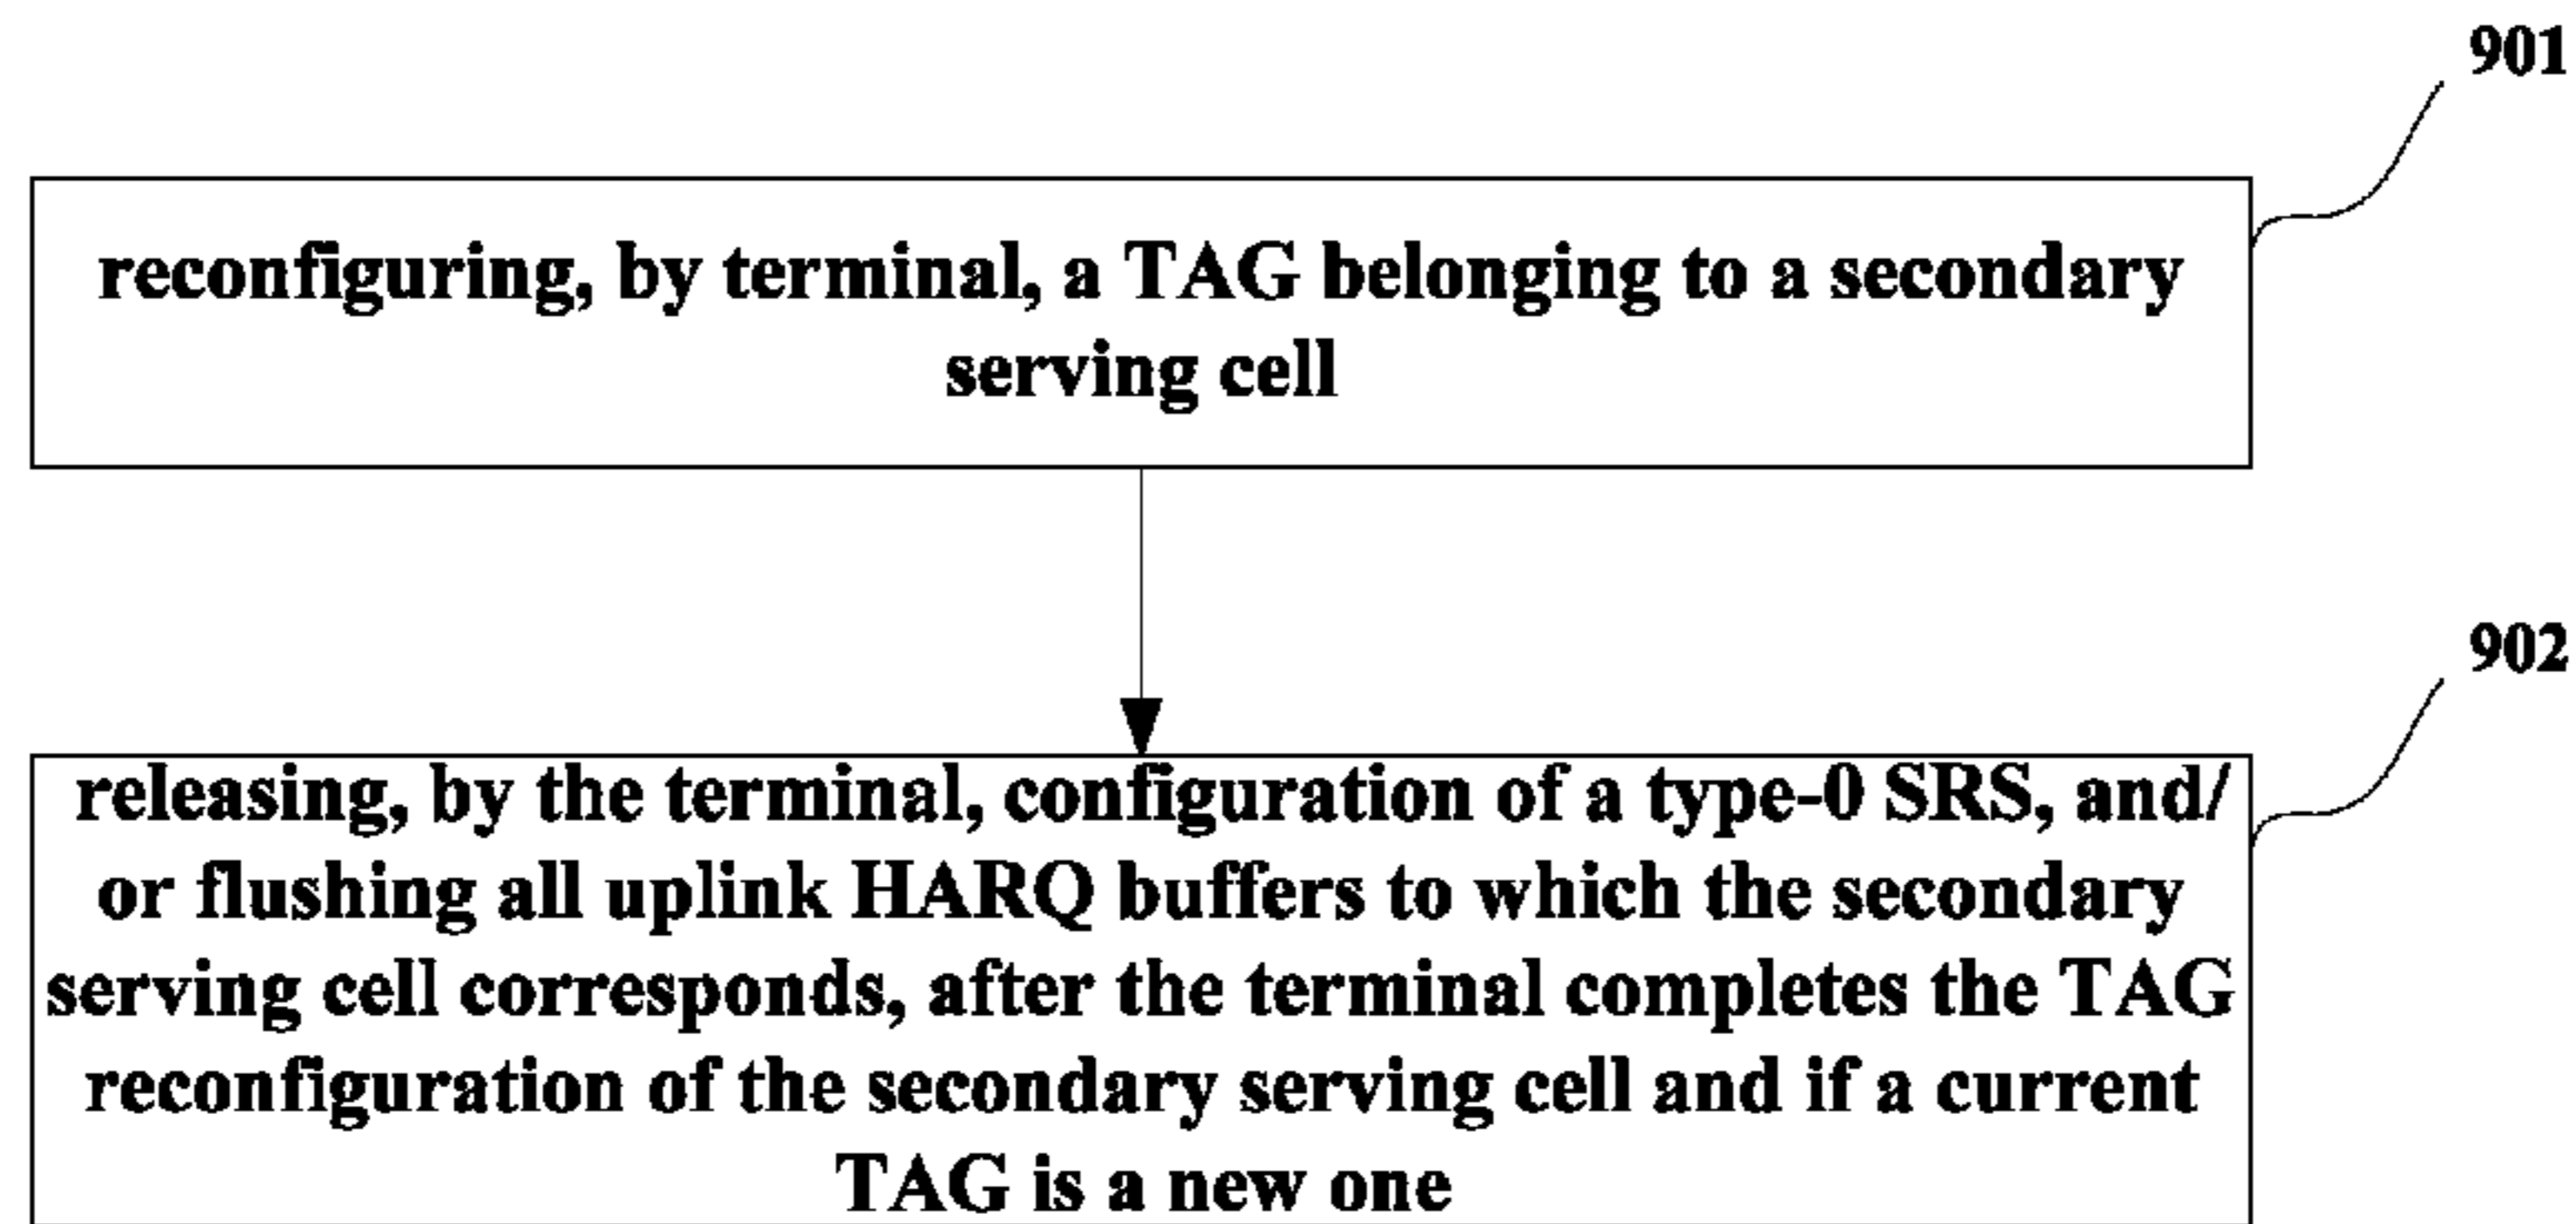 901
reconfiguring, by terminal, a TAG belonging to a secondary
serving cell
902
releasing, by the terminal, configuration of a type-0 SRS, and/
or flushing all uplink HARQ buffers to which the secondary
serving cell corresponds, after the terminal completes the TAG
reconfiguration of the secondary serving cell and if a current
TAG is a new one